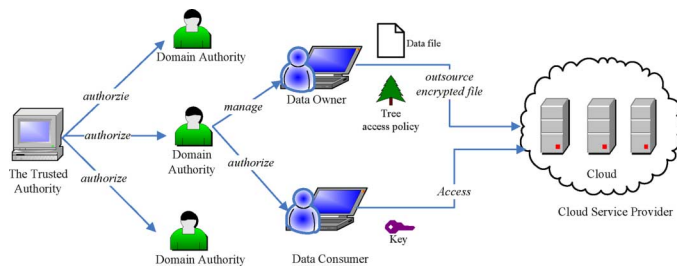 Domain Authority
authorzie
Data file
manage
Data Owner
outsource
encrypted file
Tree
access policy
authorize
The Trusted
Authority
Domain
Authority
authorize
authorize
Access
Cloud
Cloud Service Provider
Key
Domain Authority
Data Consumer